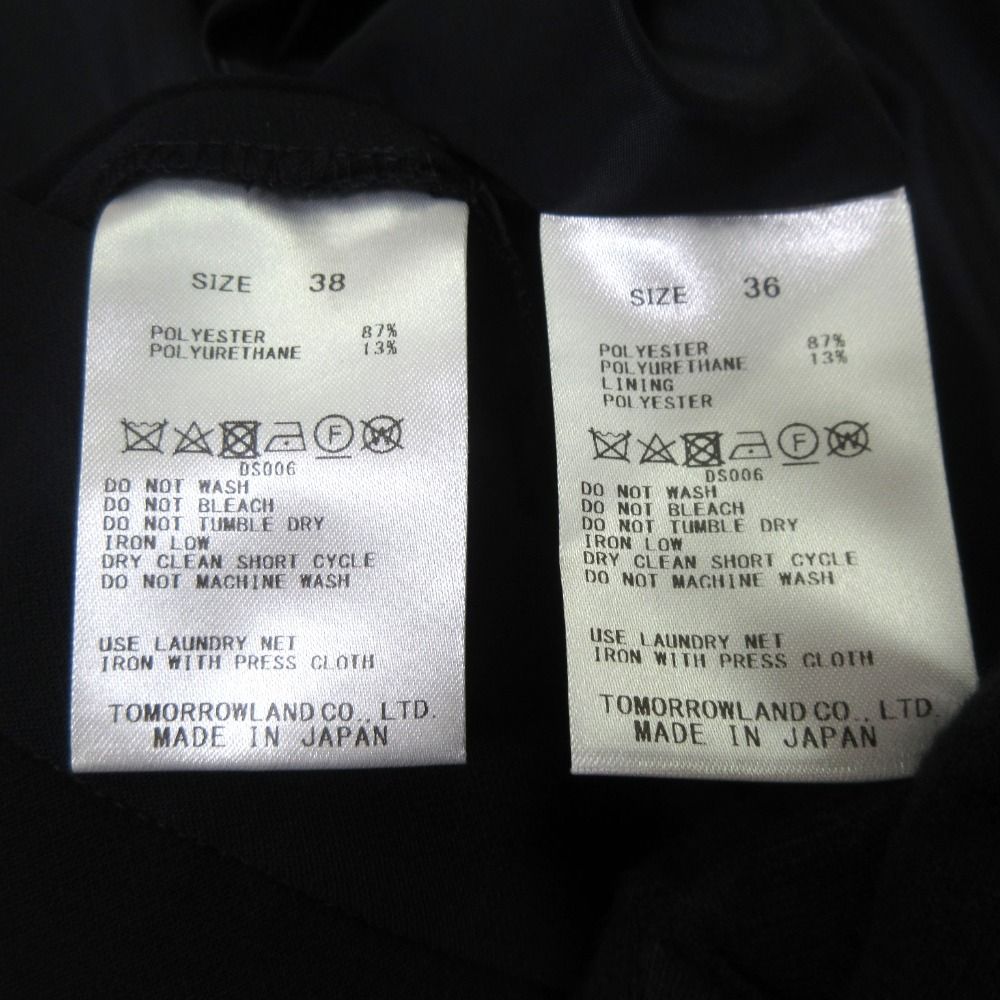 SIZE 38
POLYESTER 87%
POLYURETHANE 13%
F W
DS006
DO NOT WASH
DO NOT BLEACH
DO NOT TUMBLE DRY
IRON LOW
DRY CLEAN SHORT CYCLE
DO NOT MACHINE WASH
USE LAUNDRY NET
IRON WITH PRESS CLOTH
TOMORROWLAND CO., LTD.
MADE IN JAPAN
SIZE 36
POLYESTER 87%
POLYURETHANE 13%
LINING
POLYESTER
F W
DS006
DO NOT WASH
DO NOT BLEACH
DO NOT TUMBLE DRY
IRON LOW
DRY CLEAN SHORT CYCLE
DO NOT MACHINE WASH
USE LAUNDRY NET
IRON WITH PRESS CLOTH
TOMORROWLAND CO., LTD.
MADE IN JAPAN